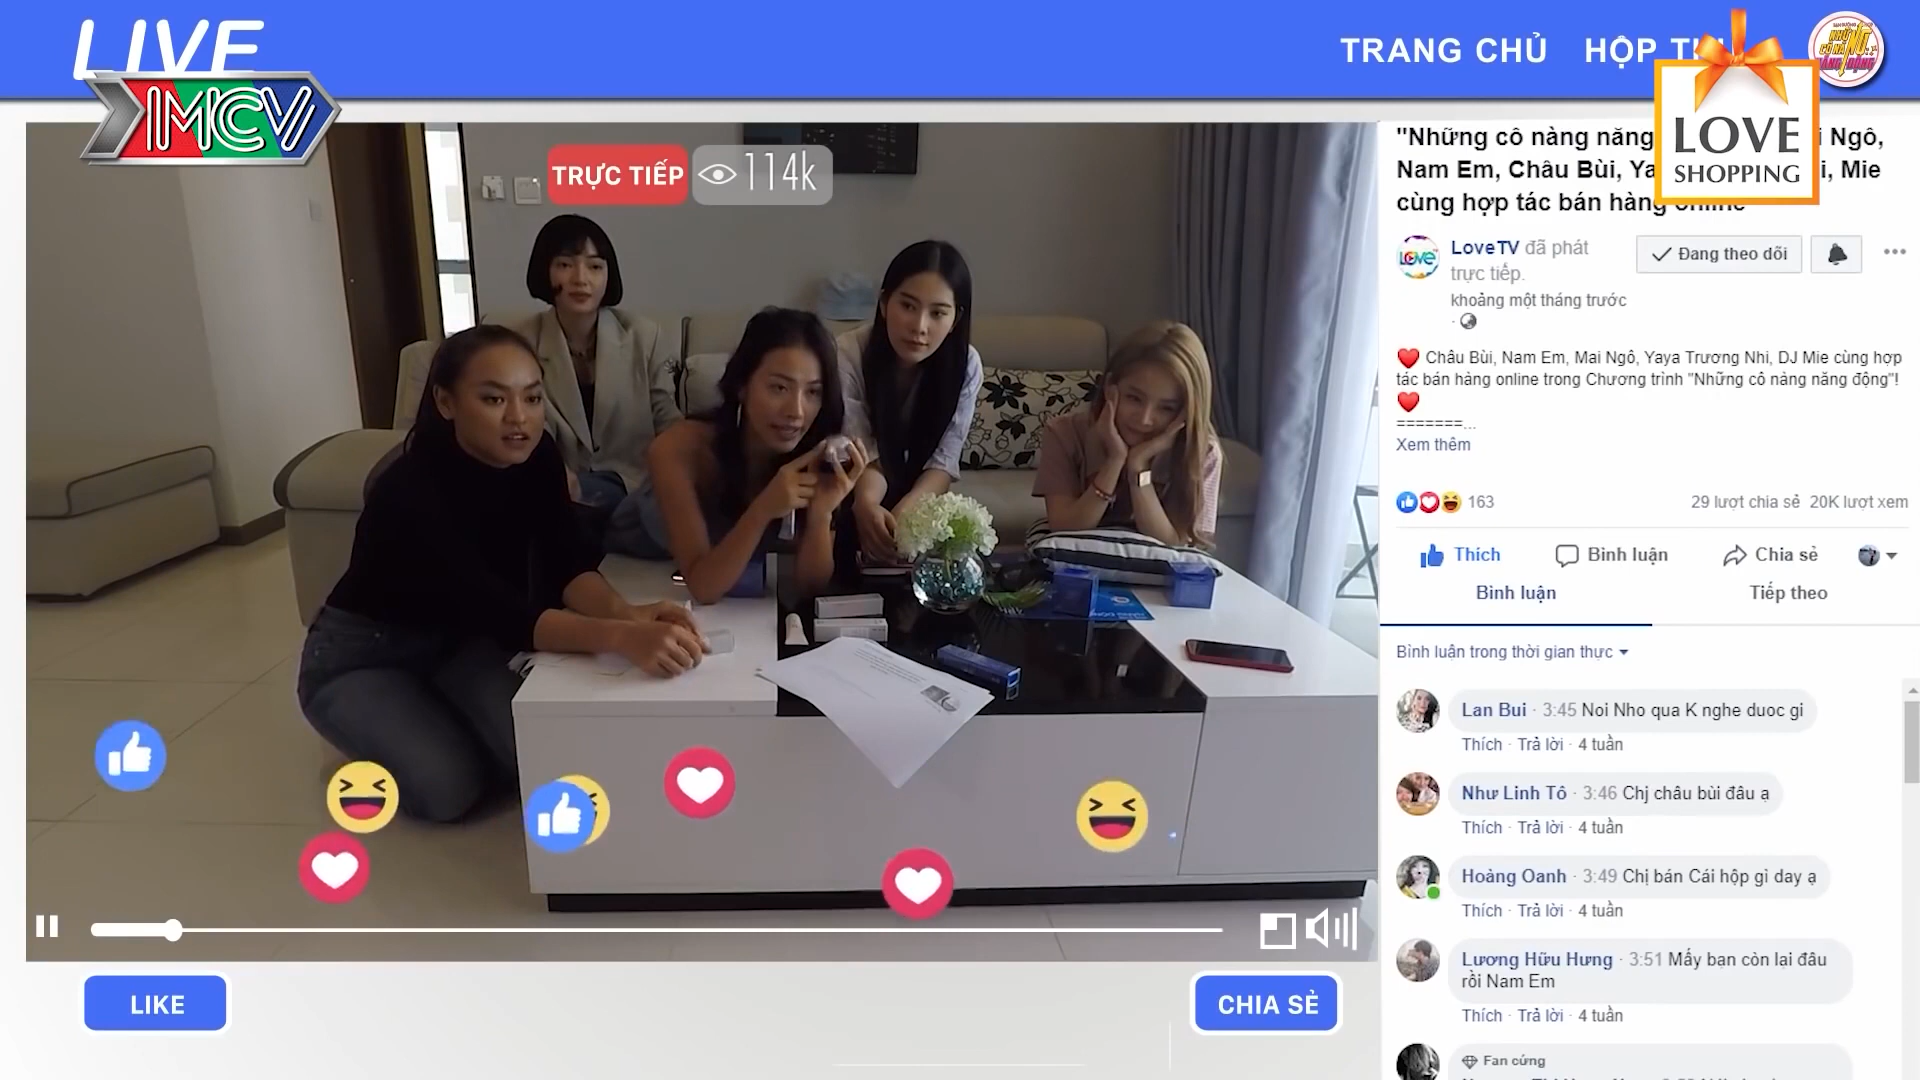 LIVE
TRANG CHỦ
HỘP
IMCV
LOVE
SHOPPING
TRỰC TIẾP
114k
"Những cô nàng năng Ngô,
Nam Em, Châu Bùi, Mie
cùng hợp tác bán hàng online"
LoveTV đã phát
trực tiếp.
khoảng một tháng trước
Đang theo dõi
Châu Bùi, Nam Em, Mai Ngô, Yaya Trương Nhi, DJ Mie cùng hợp
tác bán hàng online trong Chương trình "Những cô nàng năng động"!
=======...
Xem thêm
163
29 lượt chia sẻ 20K lượt xem
Thích
Bình luận
Chia sẻ
Bình luận
Tiếp theo
Bình luận trong thời gian thực
Lan Bui · 3:45 Noi Nho qua K nghe duoc gi
Thích · Trả lời · 4 tuần
Như Linh Tô · 3:46 Chj châu bùi đâu ạ
Thích · Trả lời · 4 tuần
Hoàng Oanh · 3:49 Chị bán Cái hộp gì day ạ
Thích · Trả lời · 4 tuần
Lương Hữu Hưng · 3:51 Mấy bạn còn lại đâu
rồi Nam Em
Thích · Trả lời · 4 tuần
Fan cứng
LIKE
CHIA SẺ